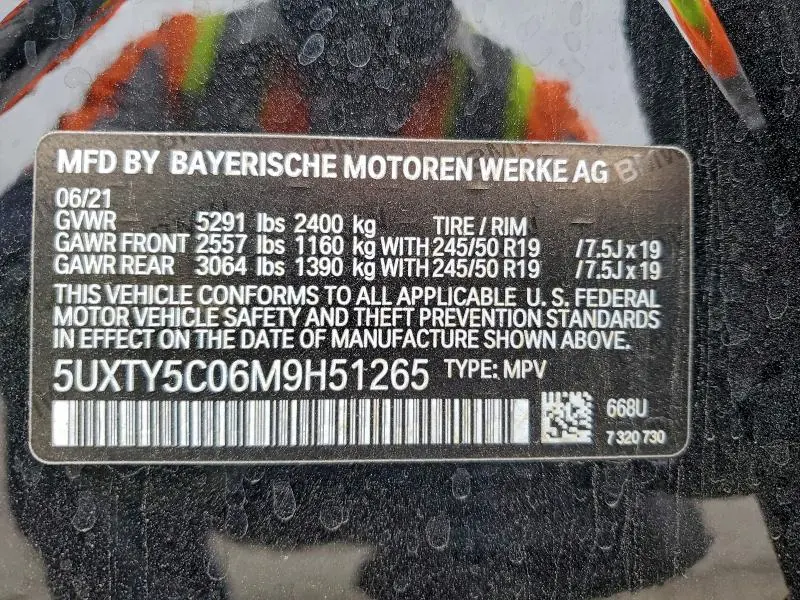 MFD BY BAYERISCHE MOTOREN WERKE AG
06/21
GVWR 5291 lbs 2400 kg TIRE / RIM
GAWR FRONT 2557 lbs 1160 kg WITH 245/50 R19 / 7.5J x 19
GAWR REAR 3064 lbs 1390 kg WITH 245/50 R19 / 7.5J x 19
THIS VEHICLE CONFORMS TO ALL APPLICABLE U. S. FEDERAL
MOTOR VEHICLE SAFETY AND THEFT PREVENTION STANDARDS
IN EFFECT ON THE DATE OF MANUFACTURE SHOWN ABOVE.
5UXTY5C06M9H51265 TYPE: MPV
668U
7 320 730